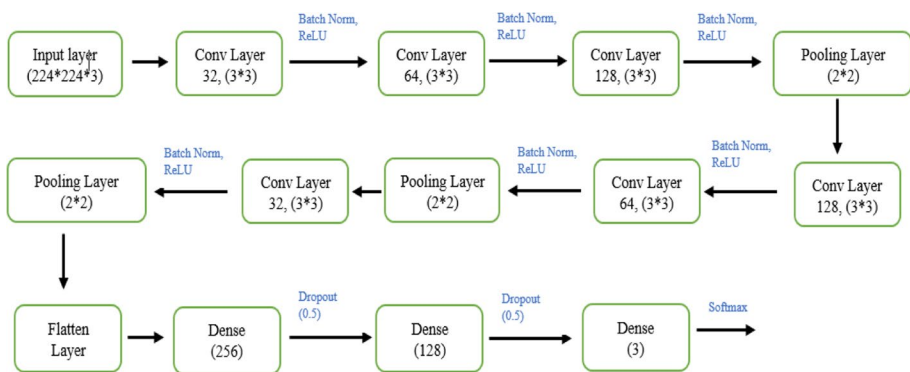 Input layer
(224*224*3)
Conv Layer
32, (3*3)
Batch Norm,
ReLU
Conv Layer
64, (3*3)
Batch Norm,
ReLU
Conv Layer
128, (3*3)
Batch Norm,
ReLU
Pooling Layer
(2*2)
Conv Layer
128, (3*3)
Batch Norm,
ReLU
Conv Layer
64, (3*3)
Batch Norm,
ReLU
Pooling Layer
(2*2)
Conv Layer
32, (3*3)
Batch Norm,
ReLU
Pooling Layer
(2*2)
Flatten
Layer
Dense
(256)
Dropout
(0.5)
Dense
(128)
Dropout
(0.5)
Dense
(3)
Softmax